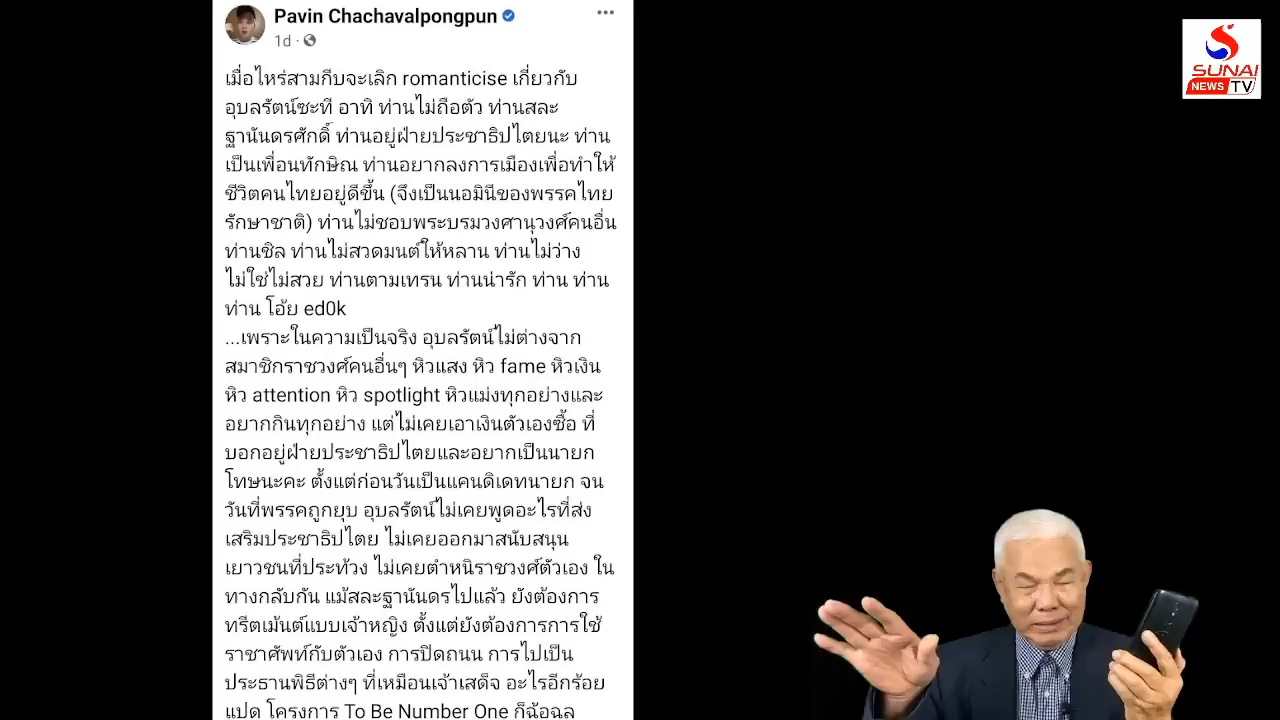 Pavin Chachavalpongpun
1d
เมื่อไหร่สามกีบจะเลิก romanticise เกี่ยวกับ
อุบลรัตน์ซะที อาทิ ท่านไม่ถือตัว ท่านสละ
ฐานันดรศักดิ์ ท่านอยู่ฝ่ายประชาธิปไตยนะ ท่าน
เป็นเพื่อนทักษิณ ท่านอยากลงการเมืองเพื่อทำให้
ชีวิตคนไทยอยู่ดีขึ้น (จึงเป็นนอมินีของพรรคไทย
รักษาชาติ) ท่านไม่ชอบพระบรมวงศานุวงศ์คนอื่น
ท่านชิล ท่านไม่สวดมนต์ให้หลาน ท่านไม่ว่าง
ไม่ใช่ไม่สวย ท่านตามเทรน ท่านน่ารัก ท่าน ท่าน
ท่าน โอ้ย ed0k
...เพราะในความเป็นจริง อุบลรัตน์ไม่ต่างจาก
สมาชิกราชวงศ์คนอื่นๆ หิวแสง หิว fame หิวเงิน
หิว attention หิว spotlight หิวแม่งทุกอย่างและ
อยากกินทุกอย่าง แต่ไม่เคยเอาเงินตัวเองซื้อ ที่
บอกอยู่ฝ่ายประชาธิปไตยและอยากเป็นนายก
โทษนะคะ ตั้งแต่ก่อนวันเป็นแคนดิเดทนายก จน
วันที่พรรคถูกยุบ อุบลรัตน์ไม่เคยพูดอะไรที่ส่ง
เสริมประชาธิปไตย ไม่เคยออกมาสนับสนุน
เยาวชนที่ประท้วง ไม่เคยตำหนิราชวงศ์ตัวเอง ใน
ทางกลับกัน แม้สละฐานันดรไปแล้ว ยังต้องการ
ทรีตเม้นต์แบบเจ้าหญิง ตั้งแต่ยังต้องการการใช้
ราชาศัพท์กับตัวเอง การปิดถนน การไปเป็น
ประธานพิธีต่างๆ ที่เหมือนเจ้าเสด็จ อะไรอีกร้อย
แปด โครงการ To Be Number One ก็ฉ้อฉล
SUNAI
NEWS TV